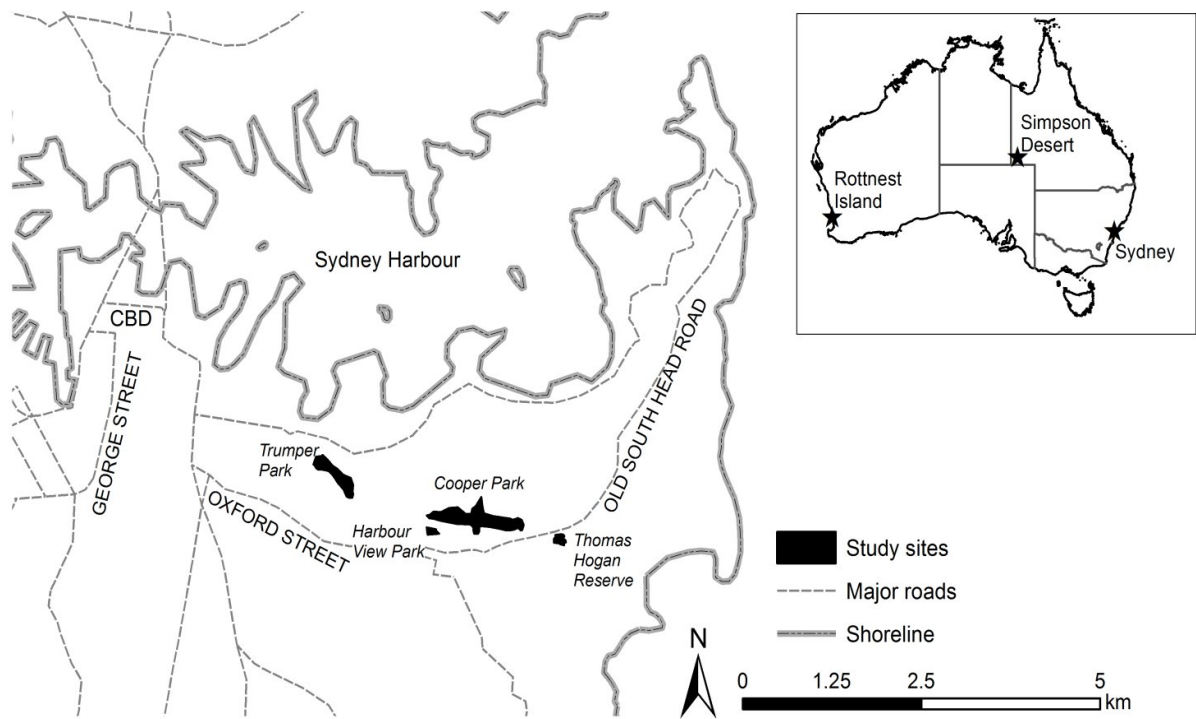 Simpson
Desert
Rottnest
Island
Sydney
Sydney Harbour
CBD
GEORGE STREET
OLD SOUTH HEAD ROAD
Trumper
Park
OXFORD STREET
Cooper Park
Harbour
View Park
Thomas
Hogan
Reserve
Study sites
Major roads
Shoreline
N
0 1.25 2.5 5
km